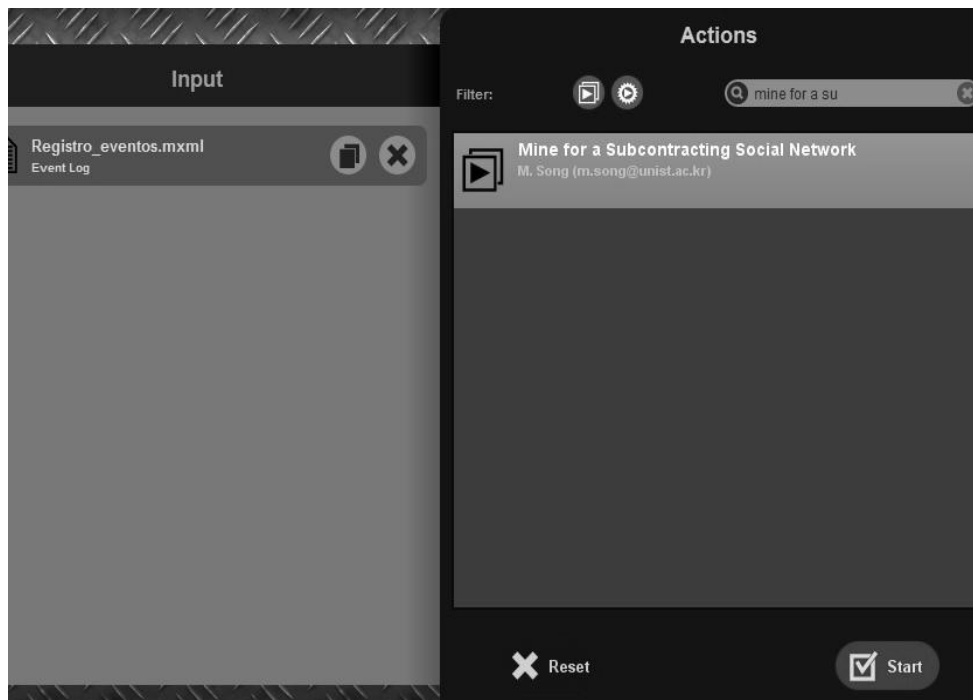 Input
Registro_eventos.mxml
Event Log
Actions
Filter:
mine for a su
Mine for a Subcontracting Social Network
M. Song (m.song@unist.ac.kr)
Reset
Start